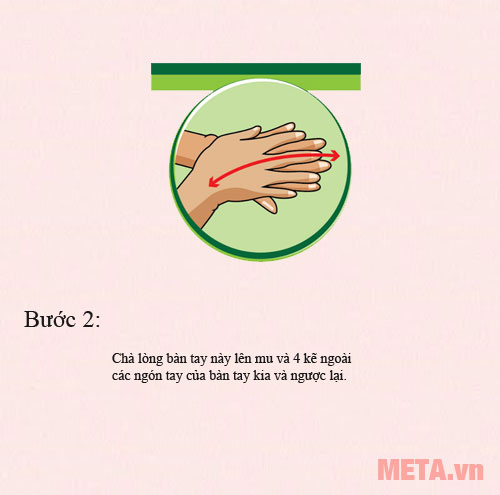 Bước 2:
Chà lòng bàn tay này lên mu và 4 kẽ ngoài
các ngón tay của bàn tay kia và ngược lại.
META.vn